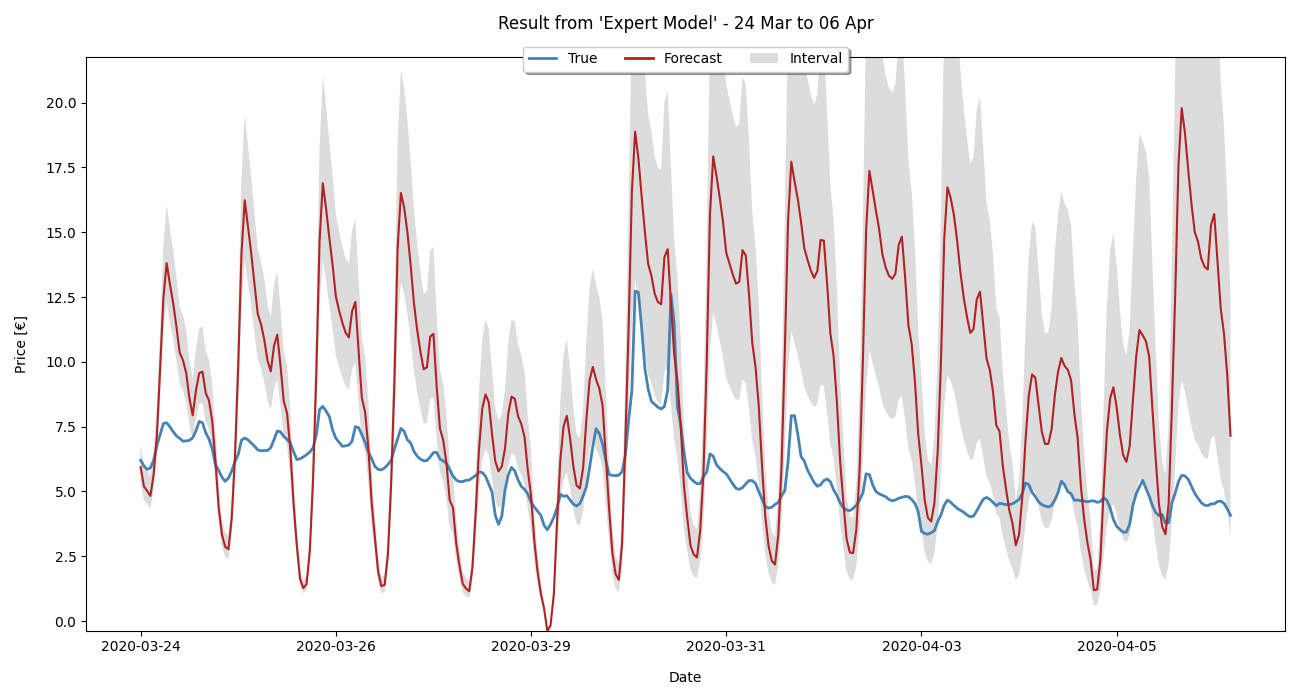 Result from 'Expert Model' - 24 Mar to 06 Apr
True Forecast Interval
Price [€]
20.0
17.5
15.0
12.5
10.0
7.5
5.0
2.5
0.0
2020-03-24 2020-03-26 2020-03-29 2020-03-31 2020-04-03 2020-04-05
Date